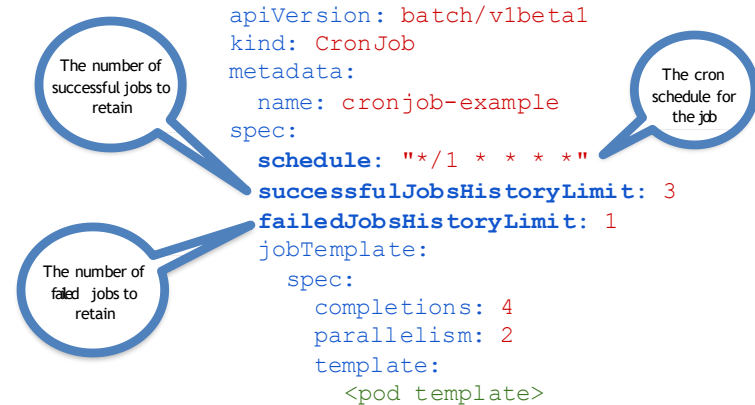 apiVersion: batch/v1beta1
kind: CronJob
metadata:
  name: cronjob-example
spec:
  schedule: "*/1 * * * *"
  successfulJobsHistoryLimit: 3
  failedJobsHistoryLimit: 1
  jobTemplate:
    spec:
      completions: 4
      parallelism: 2
      template:
        <pod template>
The number of
successful jobs to
retain
The cron
schedule for
the job
The number of
failed jobs to
retain